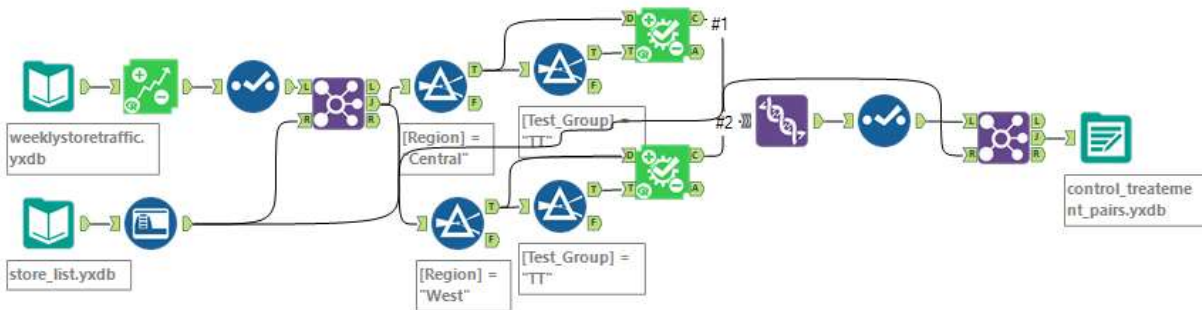 #1
weeklystoretraffic.
yxdb
[Region] =
"Central"
[Test_Group] =
"TT"
#2
control_treateme
nt_pairs.yxdb
store_list.yxdb
[Region] =
"West"
[Test_Group] =
"TT"
L
R
L
J
R
T
F
T
F
D
T
C
A
T
F
T
F
D
T
C
A
L
R
L
J
R